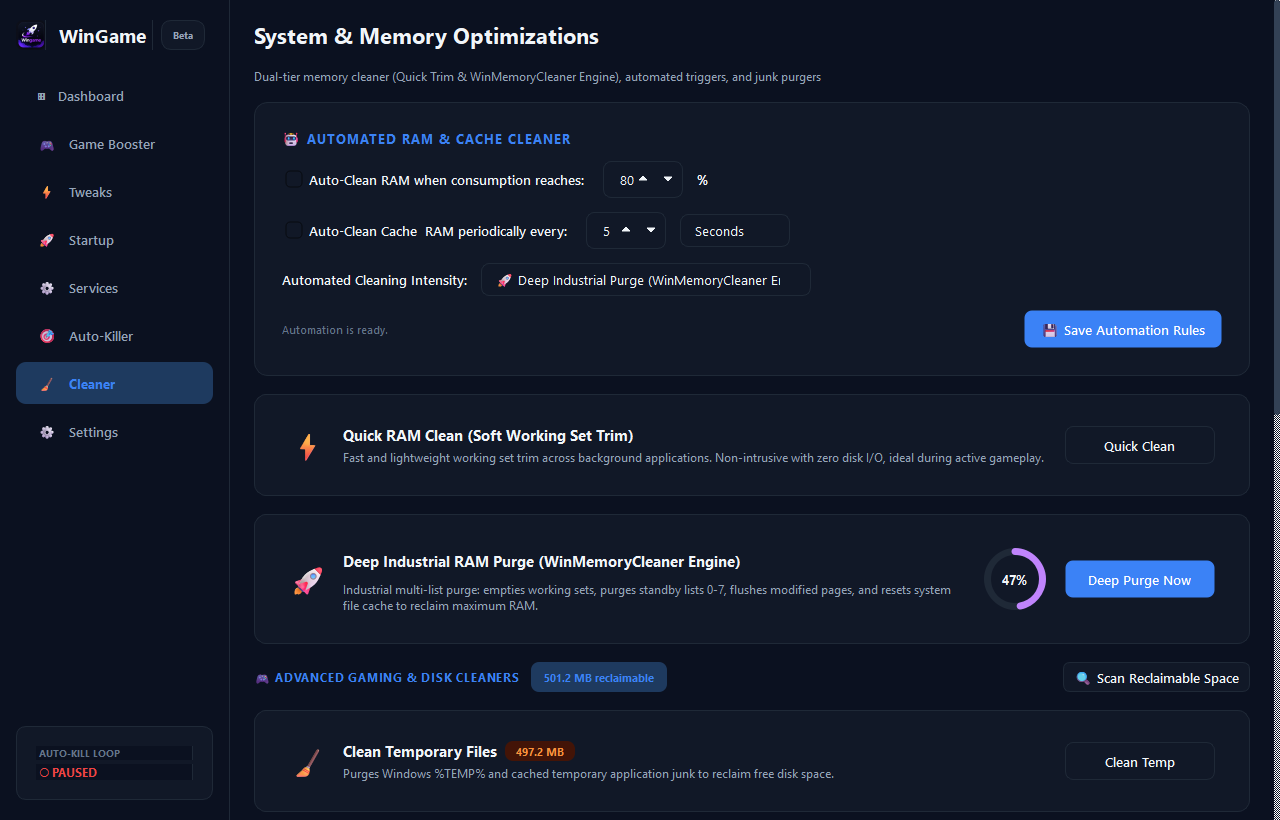 WinGame
Beta
Dashboard
Game Booster
Tweaks
Startup
Services
Auto-Killer
Cleaner
Settings
AUTO-KILL LOOP
PAUSED
System & Memory Optimizations
Dual-tier memory cleaner (Quick Trim & WinMemoryCleaner Engine), automated triggers, and junk purgers
AUTOMATED RAM & CACHE CLEANER
Auto-Clean RAM when consumption reaches: 80 %
Auto-Clean Cache  RAM periodically every: 5 Seconds
Automated Cleaning Intensity: Deep Industrial Purge (WinMemoryCleaner Er
Automation is ready.
Save Automation Rules
Quick RAM Clean (Soft Working Set Trim)
Fast and lightweight working set trim across background applications. Non-intrusive with zero disk I/O, ideal during active gameplay.
Quick Clean
Deep Industrial RAM Purge (WinMemoryCleaner Engine)
Industrial multi-list purge: empties working sets, purges standby lists 0-7, flushes modified pages, and resets system
file cache to reclaim maximum RAM.
47%
Deep Purge Now
ADVANCED GAMING & DISK CLEANERS
501.2 MB reclaimable
Scan Reclaimable Space
Clean Temporary Files
497.2 MB
Purges Windows %TEMP% and cached temporary application junk to reclaim free disk space.
Clean Temp